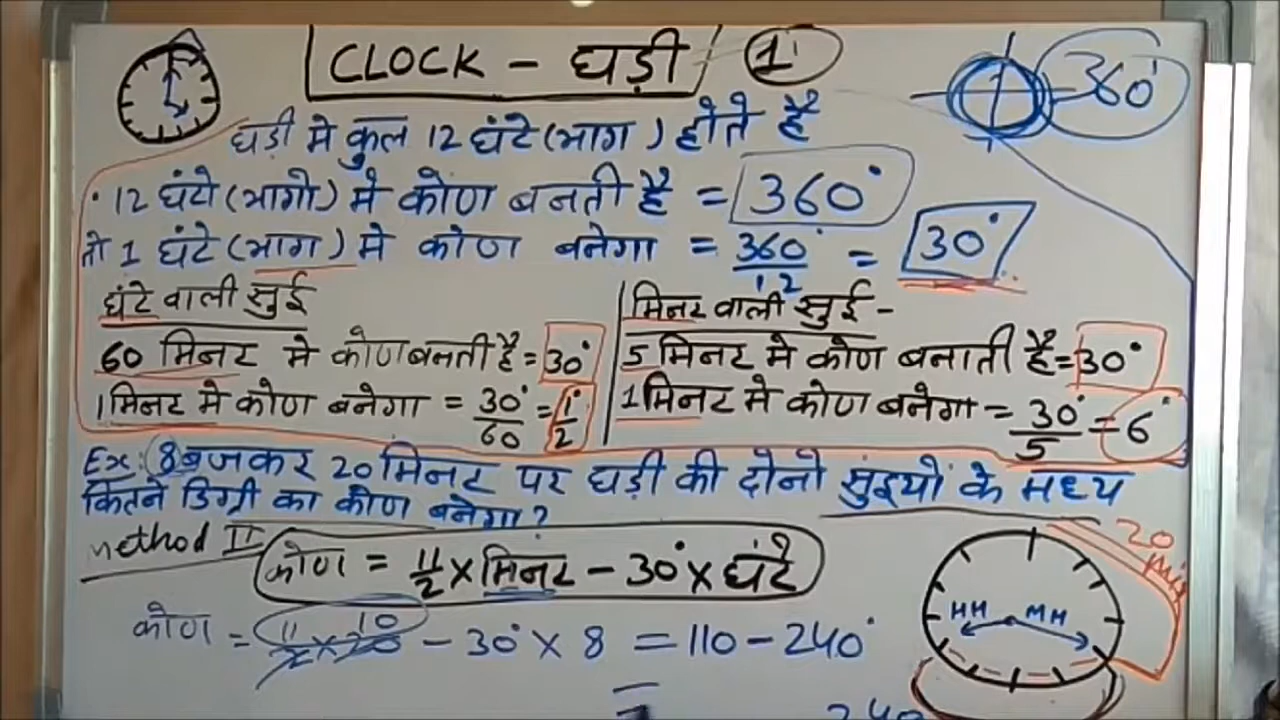 CLOCK - घड़ी 1
360°
घड़ी मे कुल 12 घंटे (भाग) होते है
• 12 घंटो (भागो) मे कोण बनती है = 360°
तो 1 घंटे (भाग) मे कोण बनेगा = 360°/12 = 30°
घंटे वाली सुई
60 मिनट मे कोण बनती है = 30°
1 मिनट मे कोण बनेगा = 30°/60 = 1°/2
मिनट वाली सुई -
5 मिनट मे कोण बनाती है = 30°
1 मिनट मे कोण बनेगा = 30°/5 = 6°
Ex: 8 बजकर 20 मिनट पर घड़ी की दोनो सुइयो के मध्य
कितने डिग्री का कोण बनेगा?
Method II
कोण = 11/2 × मिनट - 30° × घंटे
कोण = 11/2 × 20 10 - 30° × 8 = 110 - 240°
=
20
min
HH MH
240